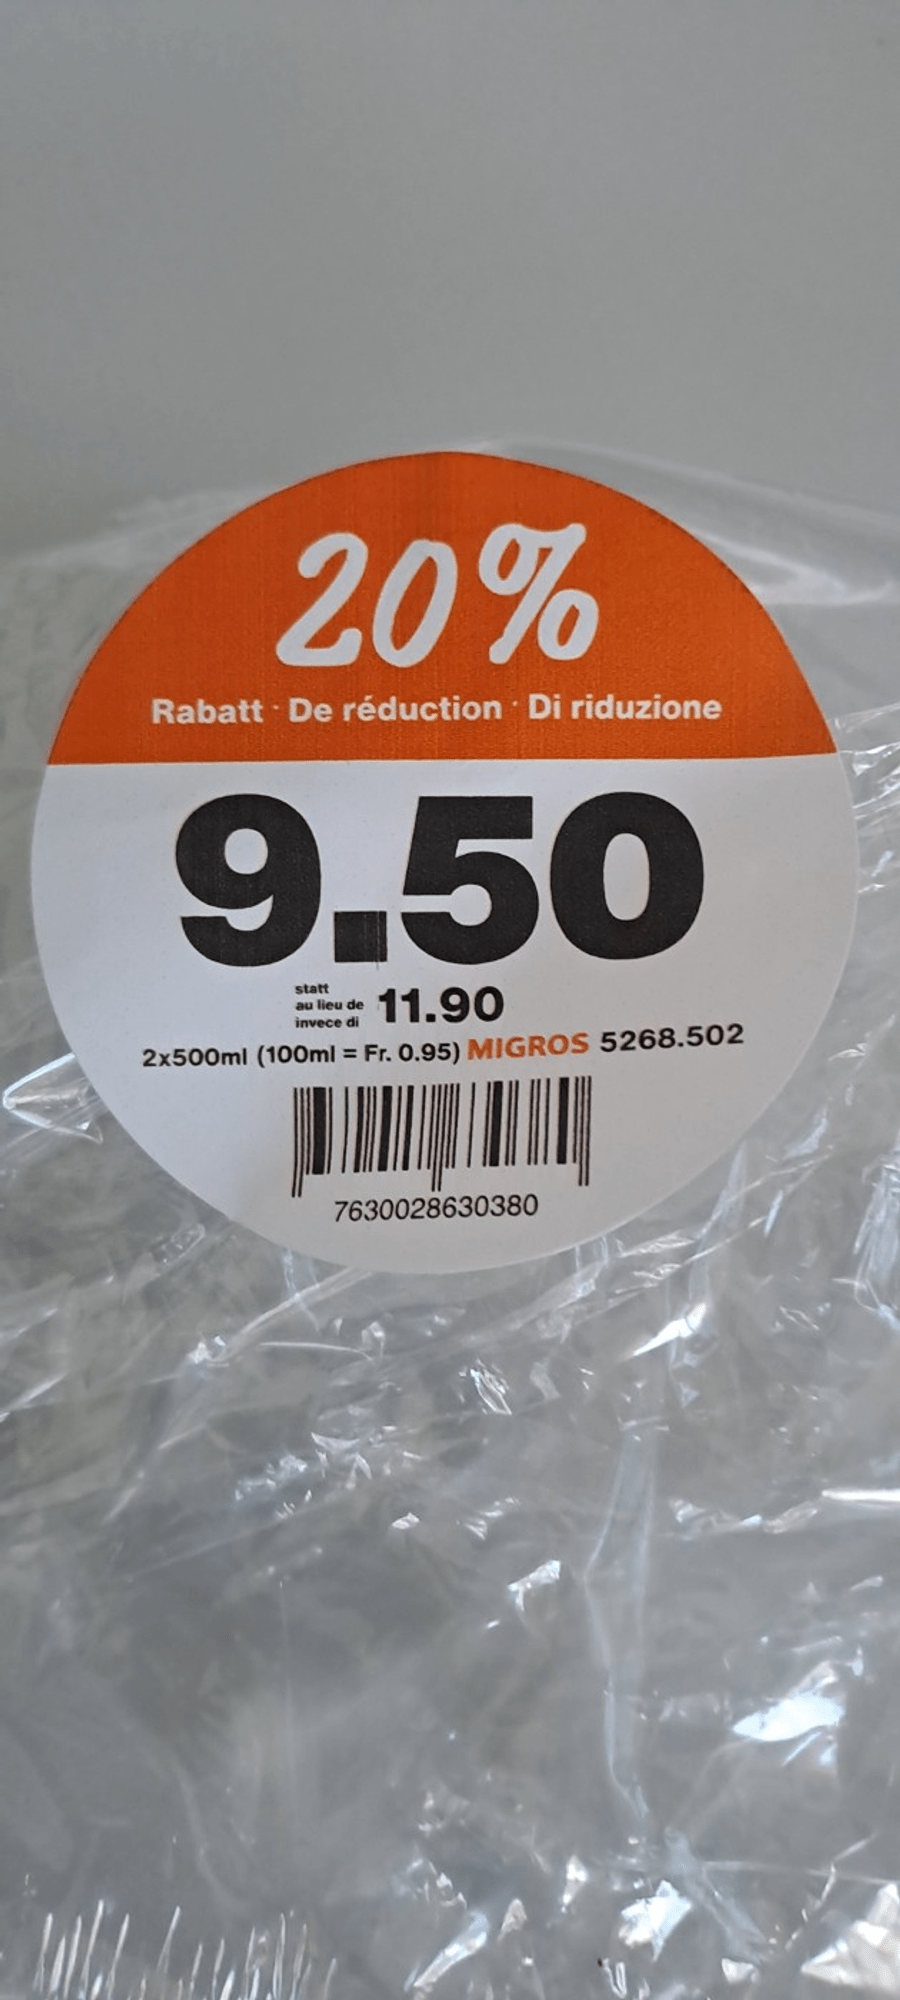 20%
Rabatt · De réduction · Di riduzione
9.50
statt
au lieu de
invece di
11.90
2x500ml (100ml = Fr. 0.95) MIGROS 5268.502
7630028630380